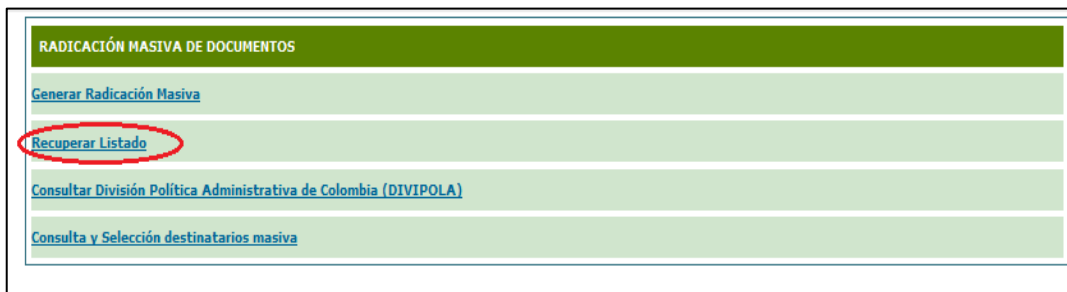 RADICACIÓN MASIVA DE DOCUMENTOS
Generar Radicación Masiva
Recuperar Listado
Consultar División Política Administrativa de Colombia (DIVIPOLA)
Consulta y Selección destinatarios masiva